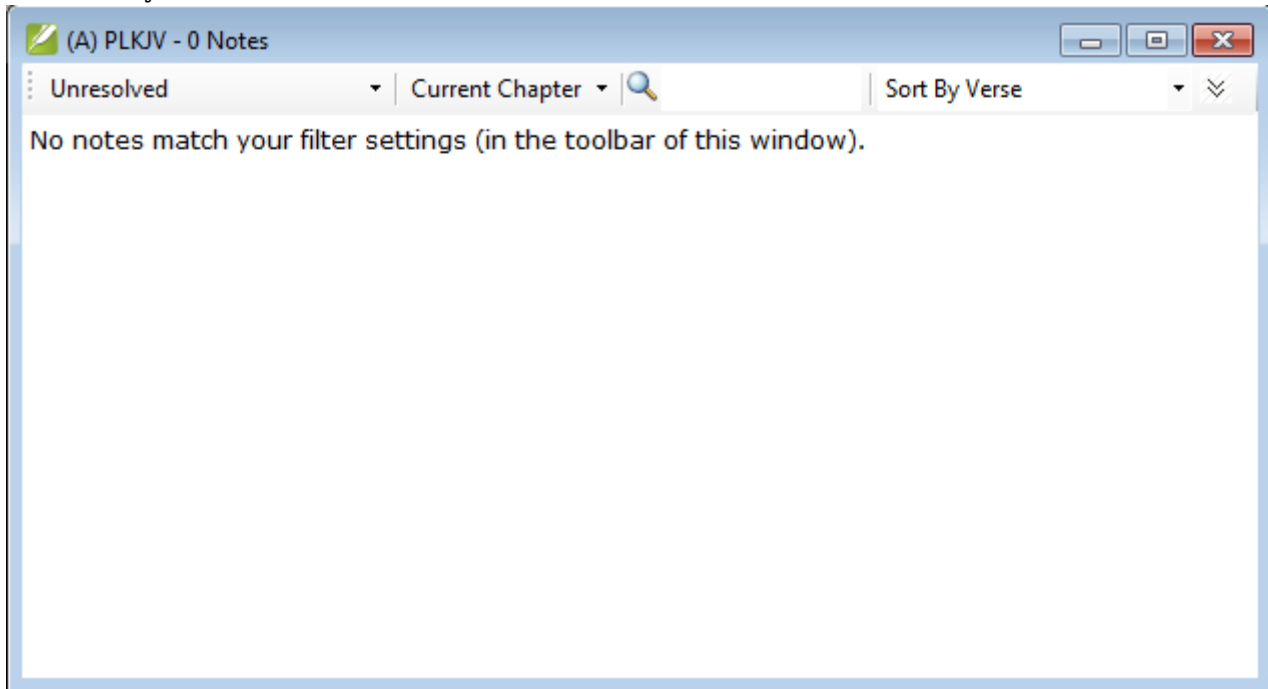 (A) PLKJV - 0 Notes
Unresolved Current Chapter Sort By Verse
No notes match your filter settings (in the toolbar of this window).